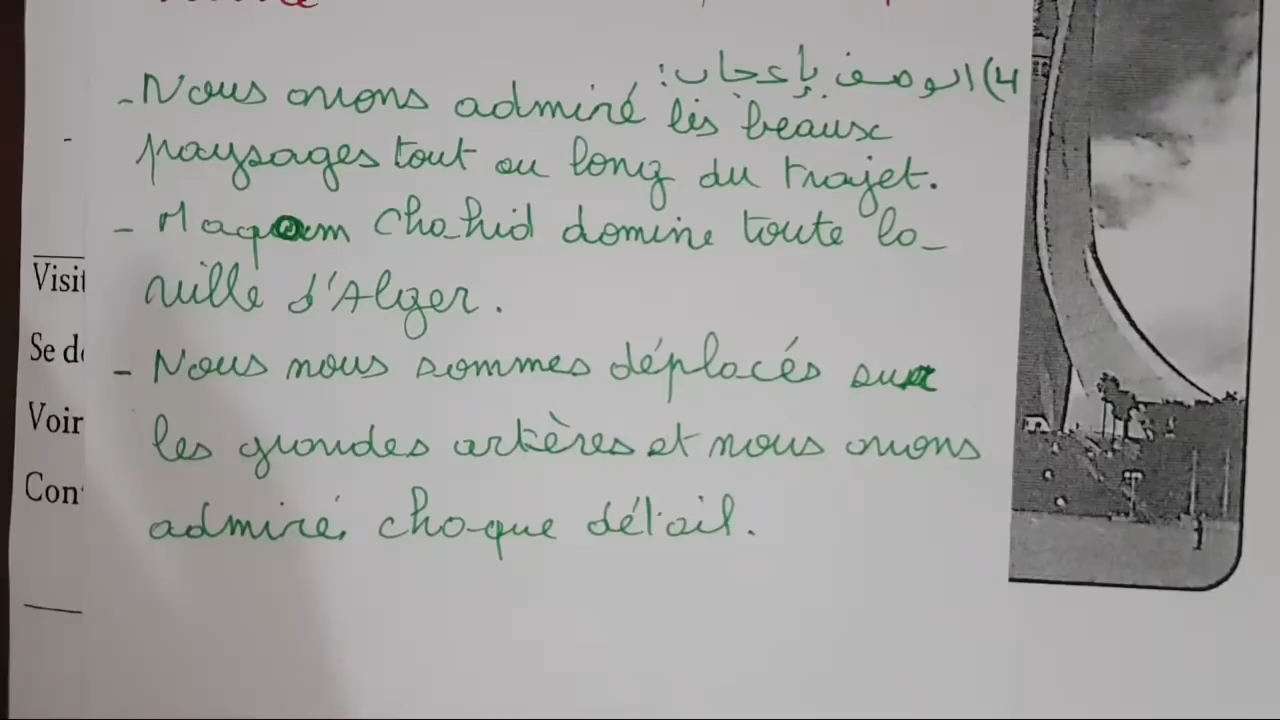 4) الوصف بإعجاب:
- Nous avons admiré les beaux
paysages tout au long du trajet.
- Maqam Chahid domine toute la
ville d'Alger.
- Nous nous sommes déplacés sur
les grandes artères et nous avons
admiré chaque détail.
Visit
Se d
Voir
Con